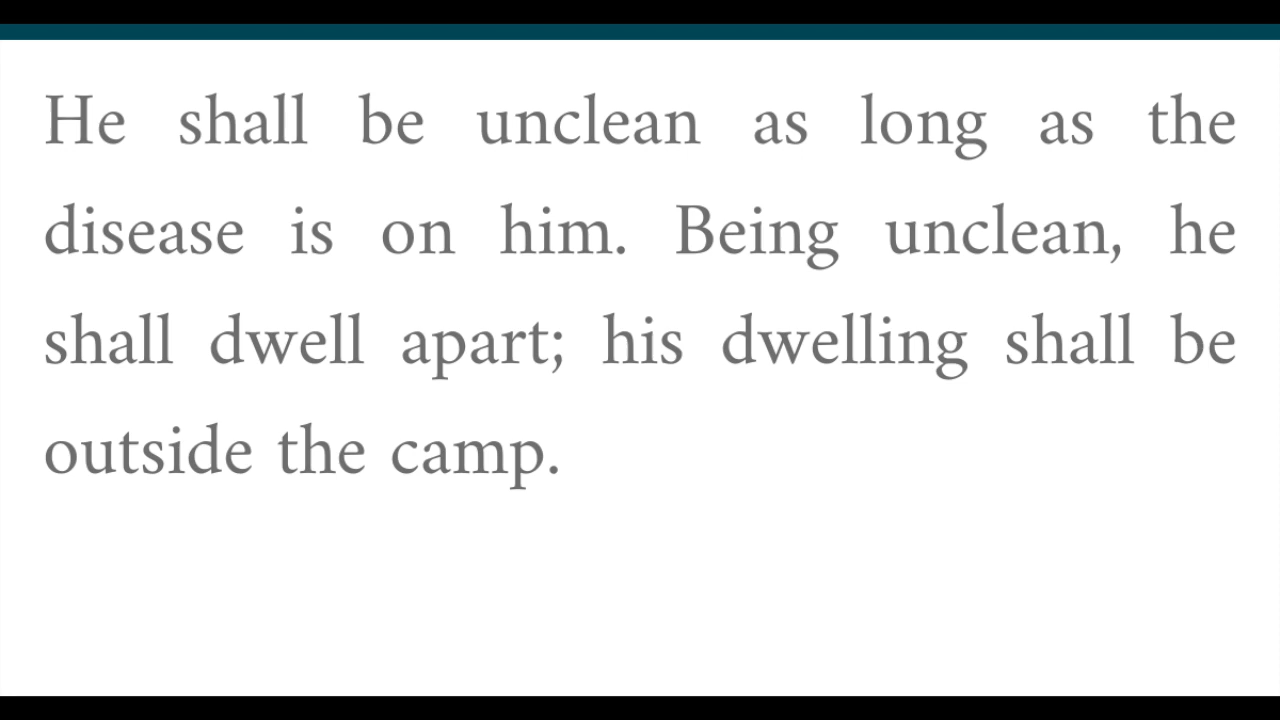 He shall be unclean as long as the
disease is on him. Being unclean, he
shall dwell apart; his dwelling shall be
outside the camp.